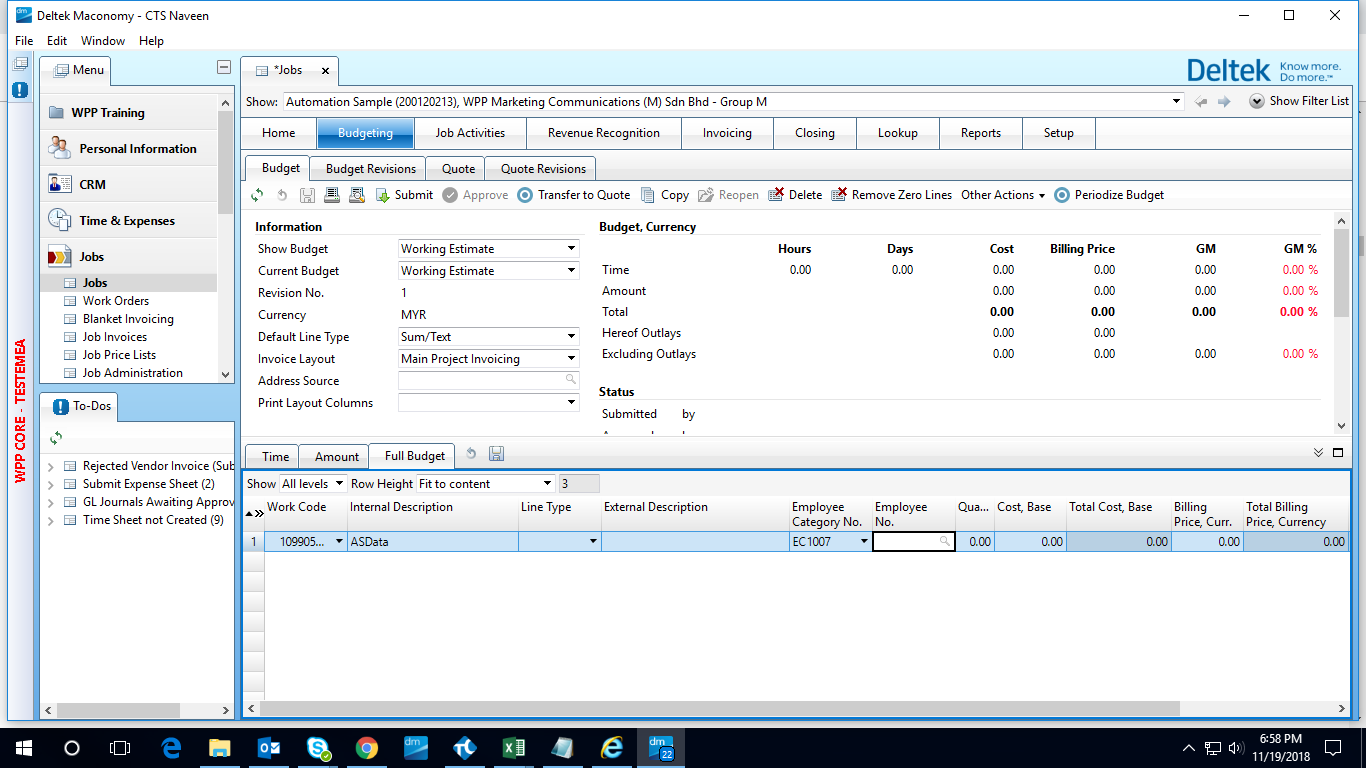 Deltek Maconomy - CTS Naveen
File Edit Window Help
Menu
*Jobs
Deltek Know more. Do more.™
Show: Automation Sample (200120213), WPP Marketing Communications (M) Sdn Bhd - Group M
Show Filter List
WPP Training
Personal Information
CRM
Time & Expenses
Jobs
Jobs
Work Orders
Blanket Invoicing
Job Invoices
Job Price Lists
Job Administration
Home Budgeting Job Activities Revenue Recognition Invoicing Closing Lookup Reports Setup
Budget Budget Revisions Quote Quote Revisions
Submit Approve Transfer to Quote Copy Reopen Delete Remove Zero Lines Other Actions Periodize Budget
Information
Show Budget Working Estimate
Current Budget Working Estimate
Revision No. 1
Currency MYR
Default Line Type Sum/Text
Invoice Layout Main Project Invoicing
Address Source
Print Layout Columns
Budget, Currency
Hours Days Cost Billing Price GM GM %
Time 0.00 0.00 0.00 0.00 0.00 0.00 %
Amount 0.00 0.00 0.00 0.00 %
Total 0.00 0.00 0.00 0.00 %
Hereof Outlays 0.00 0.00
Excluding Outlays 0.00 0.00 0.00 0.00 %
Status
Submitted by
WPP CORE - TESTEMEA
To-Dos
Rejected Vendor Invoice (Sub
Submit Expense Sheet (2)
GL Journals Awaiting Approv
Time Sheet not Created (9)
Time Amount Full Budget
Show All levels Row Height Fit to content 3
Work Code Internal Description Line Type External Description Employee Category No. Employee No. Qua... Cost, Base Total Cost, Base Billing Price, Curr. Total Billing Price, Currency
1 109905... ASData EC1007 0.00 0.00 0.00 0.00 0.00
dm
dm
22
6:58 PM
11/19/2018